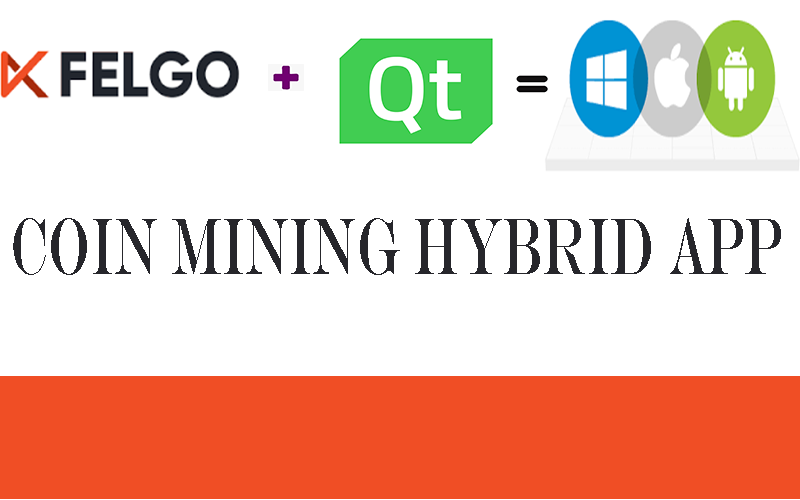 FELGO + Qt =
COIN MINING HYBRID APP